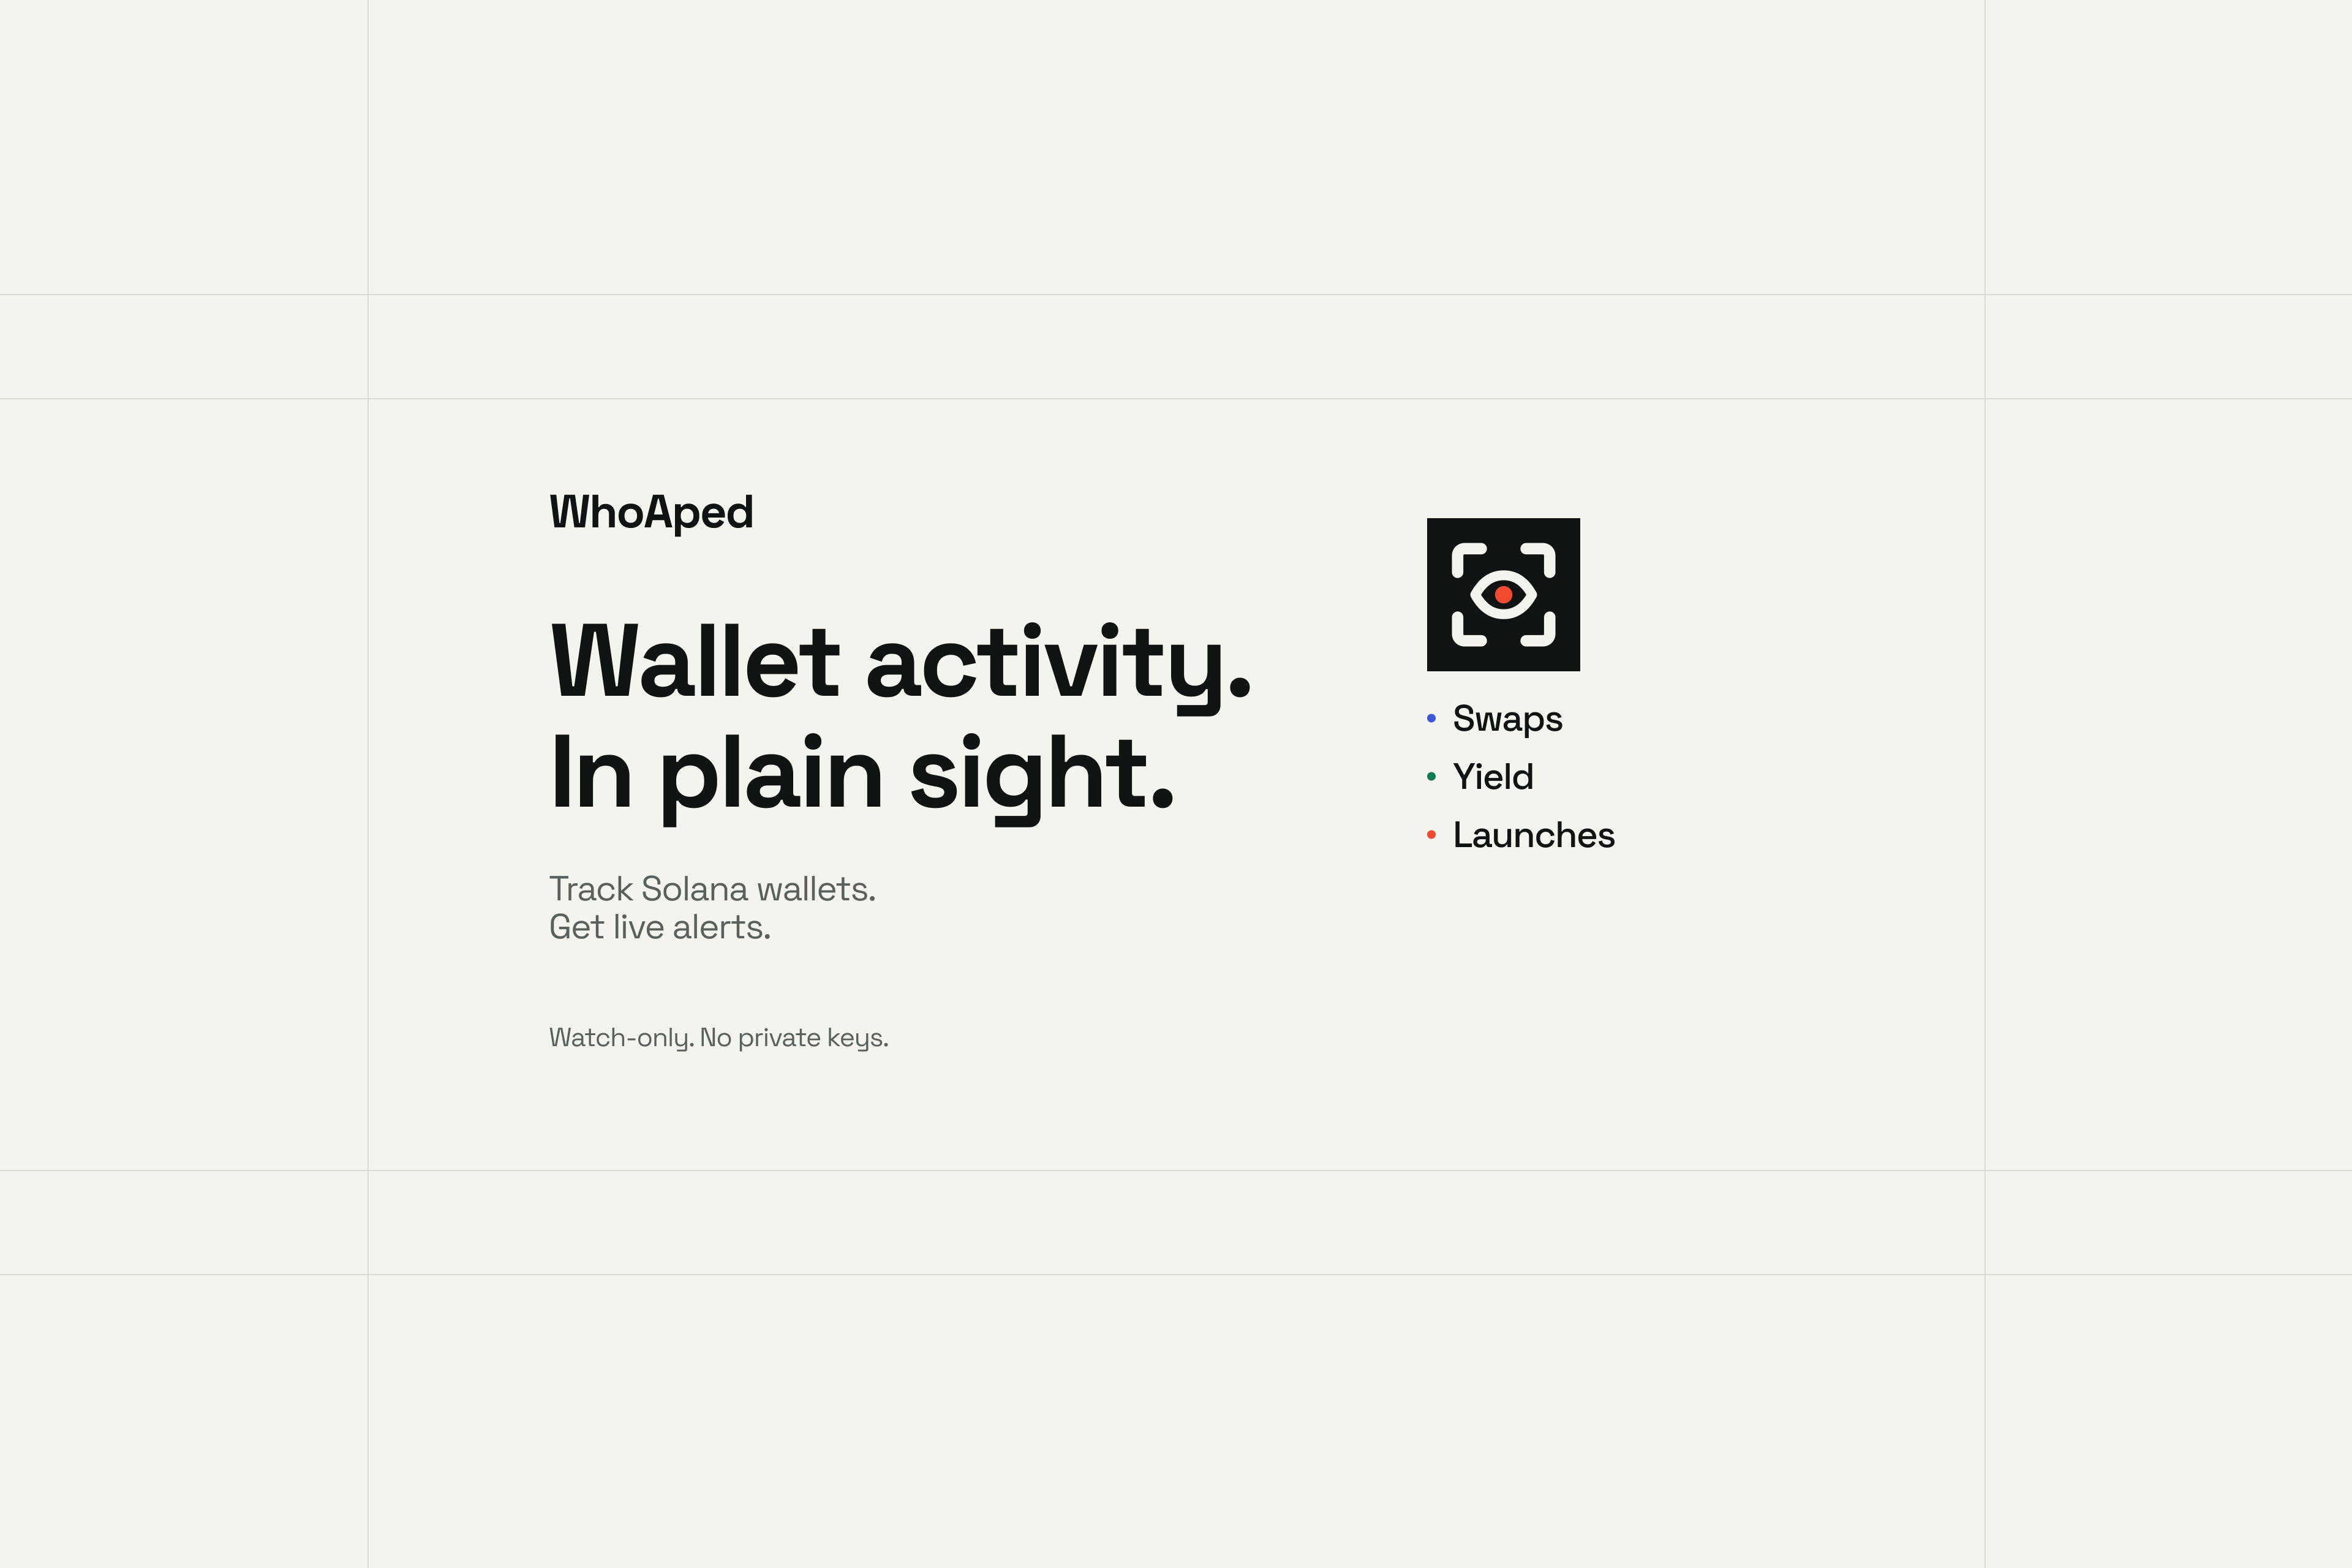 WhoAped
Wallet activity.
In plain sight.
Track Solana wallets.
Get live alerts.
Watch-only. No private keys.
Swaps
Yield
Launches